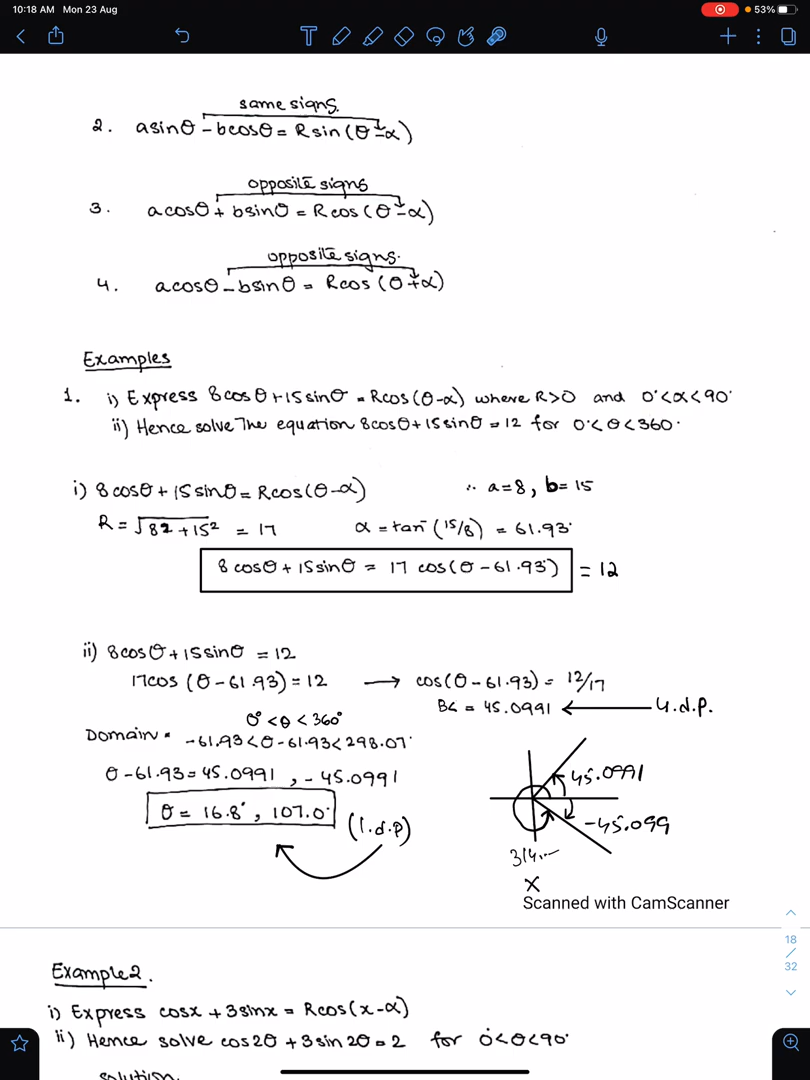 10:18 AM Mon 23 Aug
53%
same signs.
2. asinθ - bcosθ = Rsin(θ-α)
opposite signs
3. acosθ + bsinθ = Rcos(θ-α)
opposite signs.
4. acosθ - bsinθ = Rcos(θ+α)
Examples
1. i) Express 8cosθ+15sinθ = Rcos(θ-α) where R>0 and 0°<α<90°
ii) Hence solve the equation 8cosθ+15sinθ = 12 for 0°<θ<360.
i) 8cosθ + 15sinθ = Rcos(θ-α) ∴ a=8, b=15
R = √8²+15² = 17 α = tan⁻(15/8) = 61.93°
8cosθ + 15sinθ = 17 cos(θ-61.93°) = 12
ii) 8cosθ + 15sinθ = 12
17cos(θ-61.93)=12 → cos(θ-61.93) = 12/17
B∠ = 45.0991 ← 4.d.p.
0° < θ < 360°
Domain = -61.93<θ-61.93<298.07°
θ-61.93 = 45.0991, -45.0991
45.0991
θ = 16.8°, 107.0° (1.d.p)
-45.099
314...
X
Scanned with CamScanner
18
/
32
Example 2.
i) Express cosx + 3sinx = Rcos(x-α)
ii) Hence solve cos2θ + 3sin2θ = 2 for 0°<θ<90°
solution